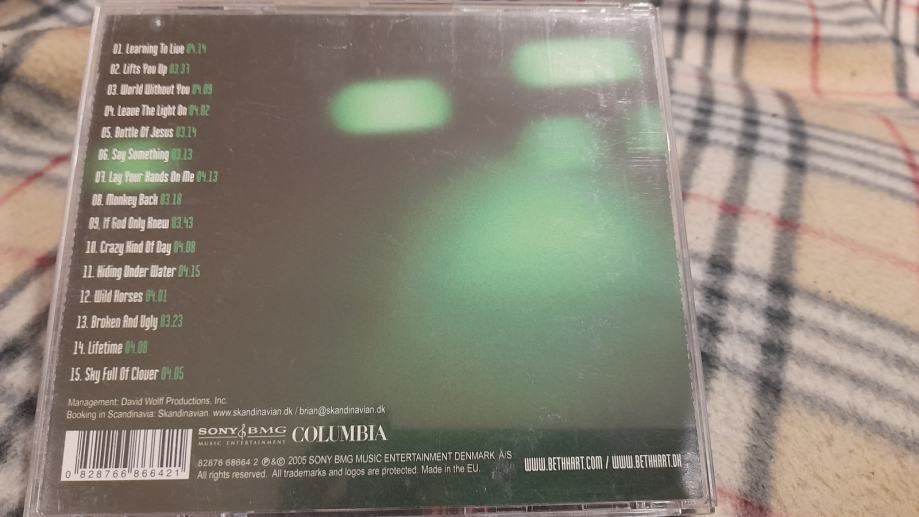 01. Learning To Live 04.14
02. Lifts You Up 03.37
03. World Without You 04.09
04. Leave The Light On 04.02
05. Bottle Of Jesus 03.14
06. Say Something 03.13
07. Lay Your Hands On Me 04.13
08. Monkey Back 03.18
09. If God Only Knew 03.43
10. Crazy Kind Of Day 04.08
11. Hiding Under Water 04.15
12. Wild Horses 04.01
13. Broken And Ugly 03.23
14. Lifetime 04.08
15. Sky Full Of Clover 04.05
Management: David Wolff Productions, Inc.
Booking in Scandinavia: Skandinavian. www.skandinavian.dk / brian@skandinavian.dk
SONY BMG
MUSIC ENTERTAINMENT
COLUMBIA
0 828766 866421
82876 68664 2 ℗&© 2005 SONY BMG MUSIC ENTERTAINMENT DENMARK A/S
All rights reserved. All trademarks and logos are protected. Made in the EU.
WWW.BETHHART.COM / WWW.BETHHART.DK